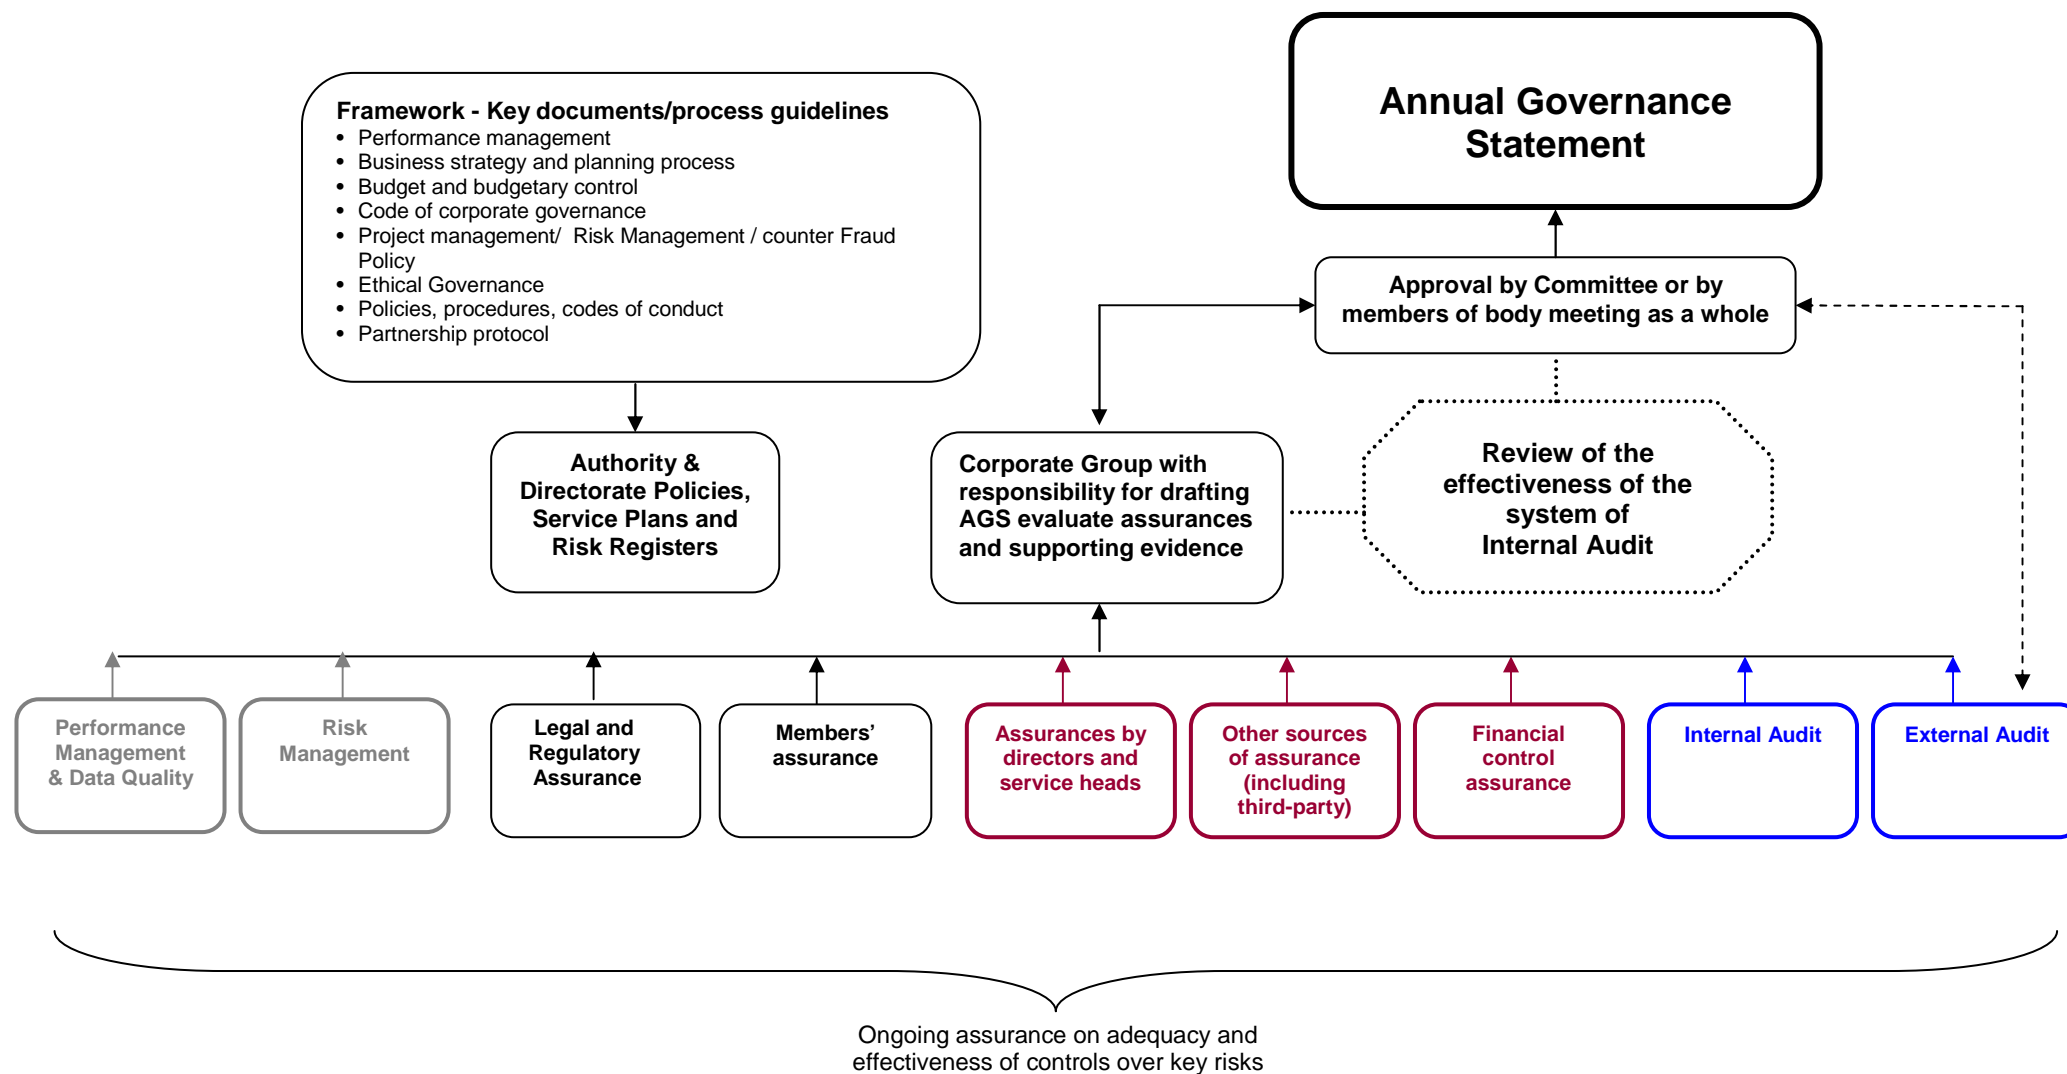 Annual Governance
Statement
Framework - Key documents/process guidelines
• Performance management
• Business strategy and planning process
• Budget and budgetary control
• Code of corporate governance
• Project management/  Risk Management / counter Fraud
Policy
• Ethical Governance
• Policies, procedures, codes of conduct
• Partnership protocol
Approval by Committee or by
members of body meeting as a whole
Authority &
Directorate Policies,
Service Plans and
Risk Registers
Corporate Group with
responsibility for drafting
AGS evaluate assurances
and supporting evidence
Review of the
effectiveness of the
system of
Internal Audit
Performance
Management
& Data Quality
Risk
Management
Legal and
Regulatory
Assurance
Members’
assurance
Assurances by
directors and
service heads
Other sources
of assurance
(including
third-party)
Financial
control
assurance
Internal Audit
External Audit
Ongoing assurance on adequacy and
effectiveness of controls over key risks